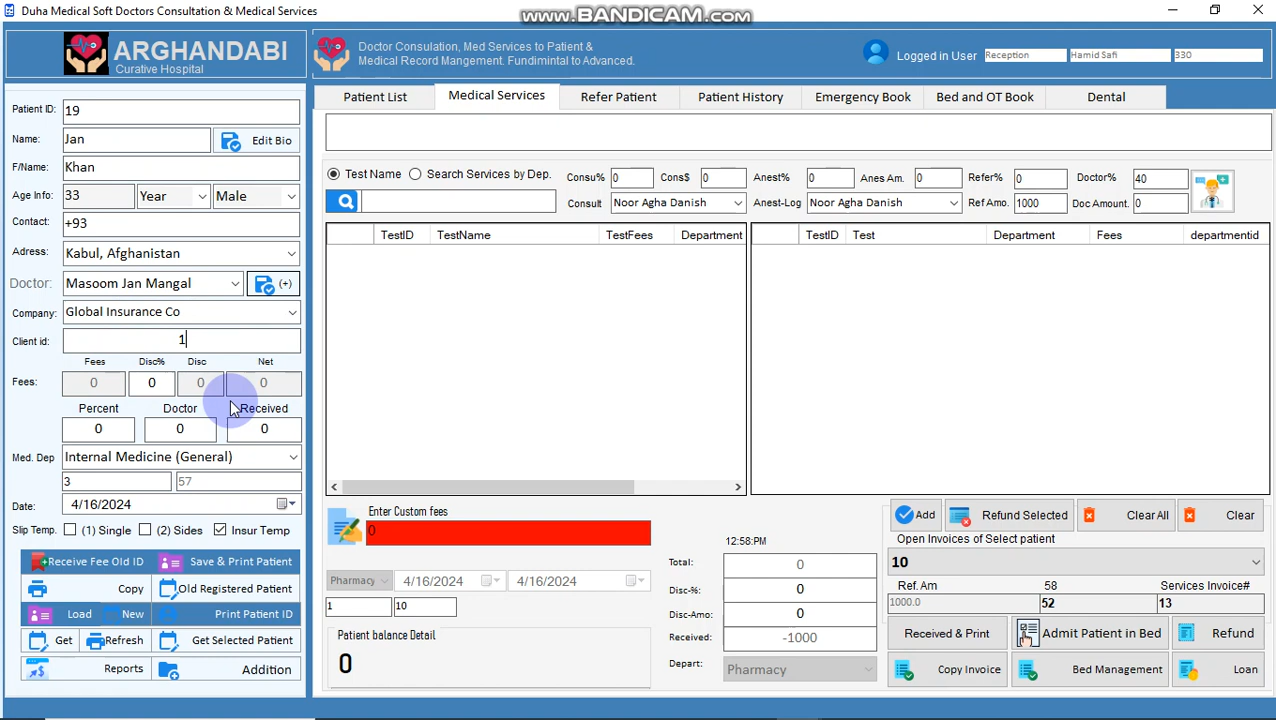 Duha Medical Soft Doctors Consultation & Medical Services
www.BANDICAM.com
ARGHANDABI
Curative Hospital
Doctor Consulation, Med Services to Patient &
Medical Record Mangement. Fundimintal to Advanced.
Logged in User Reception Hamid Safi 330
Patient List Medical Services Refer Patient Patient History Emergency Book Bed and OT Book Dental
Patient ID: 19
Name: Jan Edit Bio
F/Name: Khan
Age Info: 33 Year Male
Contact: +93
Adress: Kabul, Afghanistan
Doctor: Masoom Jan Mangal (+)
Company: Global Insurance Co
Client id: 1
Fees Disc% Disc Net
Fees: 0 0 0 0
Percent Doctor Received
0 0 0
Med. Dep Internal Medicine (General)
3 57
Date: 4/16/2024
Slip Temp. (1) Single (2) Sides Insur Temp
Receive Fee Old ID Save & Print Patient
Copy Old Registered Patient
Load New Print Patient ID
Get Refresh Get Selected Patient
Reports Addition
Test Name Search Services by Dep.
Consu% 0 Cons$ 0 Anest% 0 Anes Am. 0 Refer% 0 Doctor% 40
Consult Noor Agha Danish Anest-Log Noor Agha Danish Ref Amo. 1000 Doc Amount. 0
TestID TestName TestFees Department
TestID Test Department Fees departmentid
Enter Custom fees
0
Pharmacy 4/16/2024 4/16/2024
1 10
Patient balance Detail
0
12:58:PM
Total: 0
Disc-%: 0
Disc-Amo: 0
Received: -1000
Depart: Pharmacy
Add Refund Selected Clear All Clear
Open Invoices of Select patient
10
Ref. Am 58 Services Invoice#
1000.0 52 13
Received & Print Admit Patient in Bed Refund
Copy Invoice Bed Management Loan